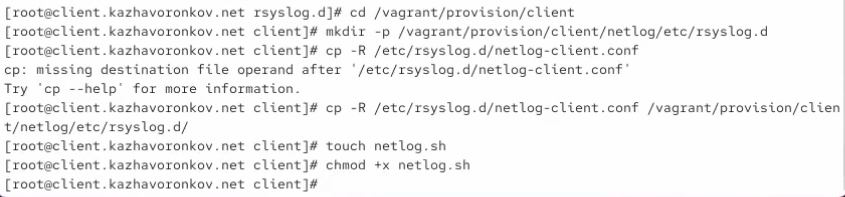 [root@client.kazhavoronkov.net rsyslog.d]# cd /vagrant/provision/client
[root@client.kazhavoronkov.net client]# mkdir -p /vagrant/provision/client/netlog/etc/rsyslog.d
[root@client.kazhavoronkov.net client]# cp -R /etc/rsyslog.d/netlog-client.conf
cp: missing destination file operand after '/etc/rsyslog.d/netlog-client.conf'
Try 'cp --help' for more information.
[root@client.kazhavoronkov.net client]# cp -R /etc/rsyslog.d/netlog-client.conf /vagrant/provision/clien
t/netlog/etc/rsyslog.d/
[root@client.kazhavoronkov.net client]# touch netlog.sh
[root@client.kazhavoronkov.net client]# chmod +x netlog.sh
[root@client.kazhavoronkov.net client]#